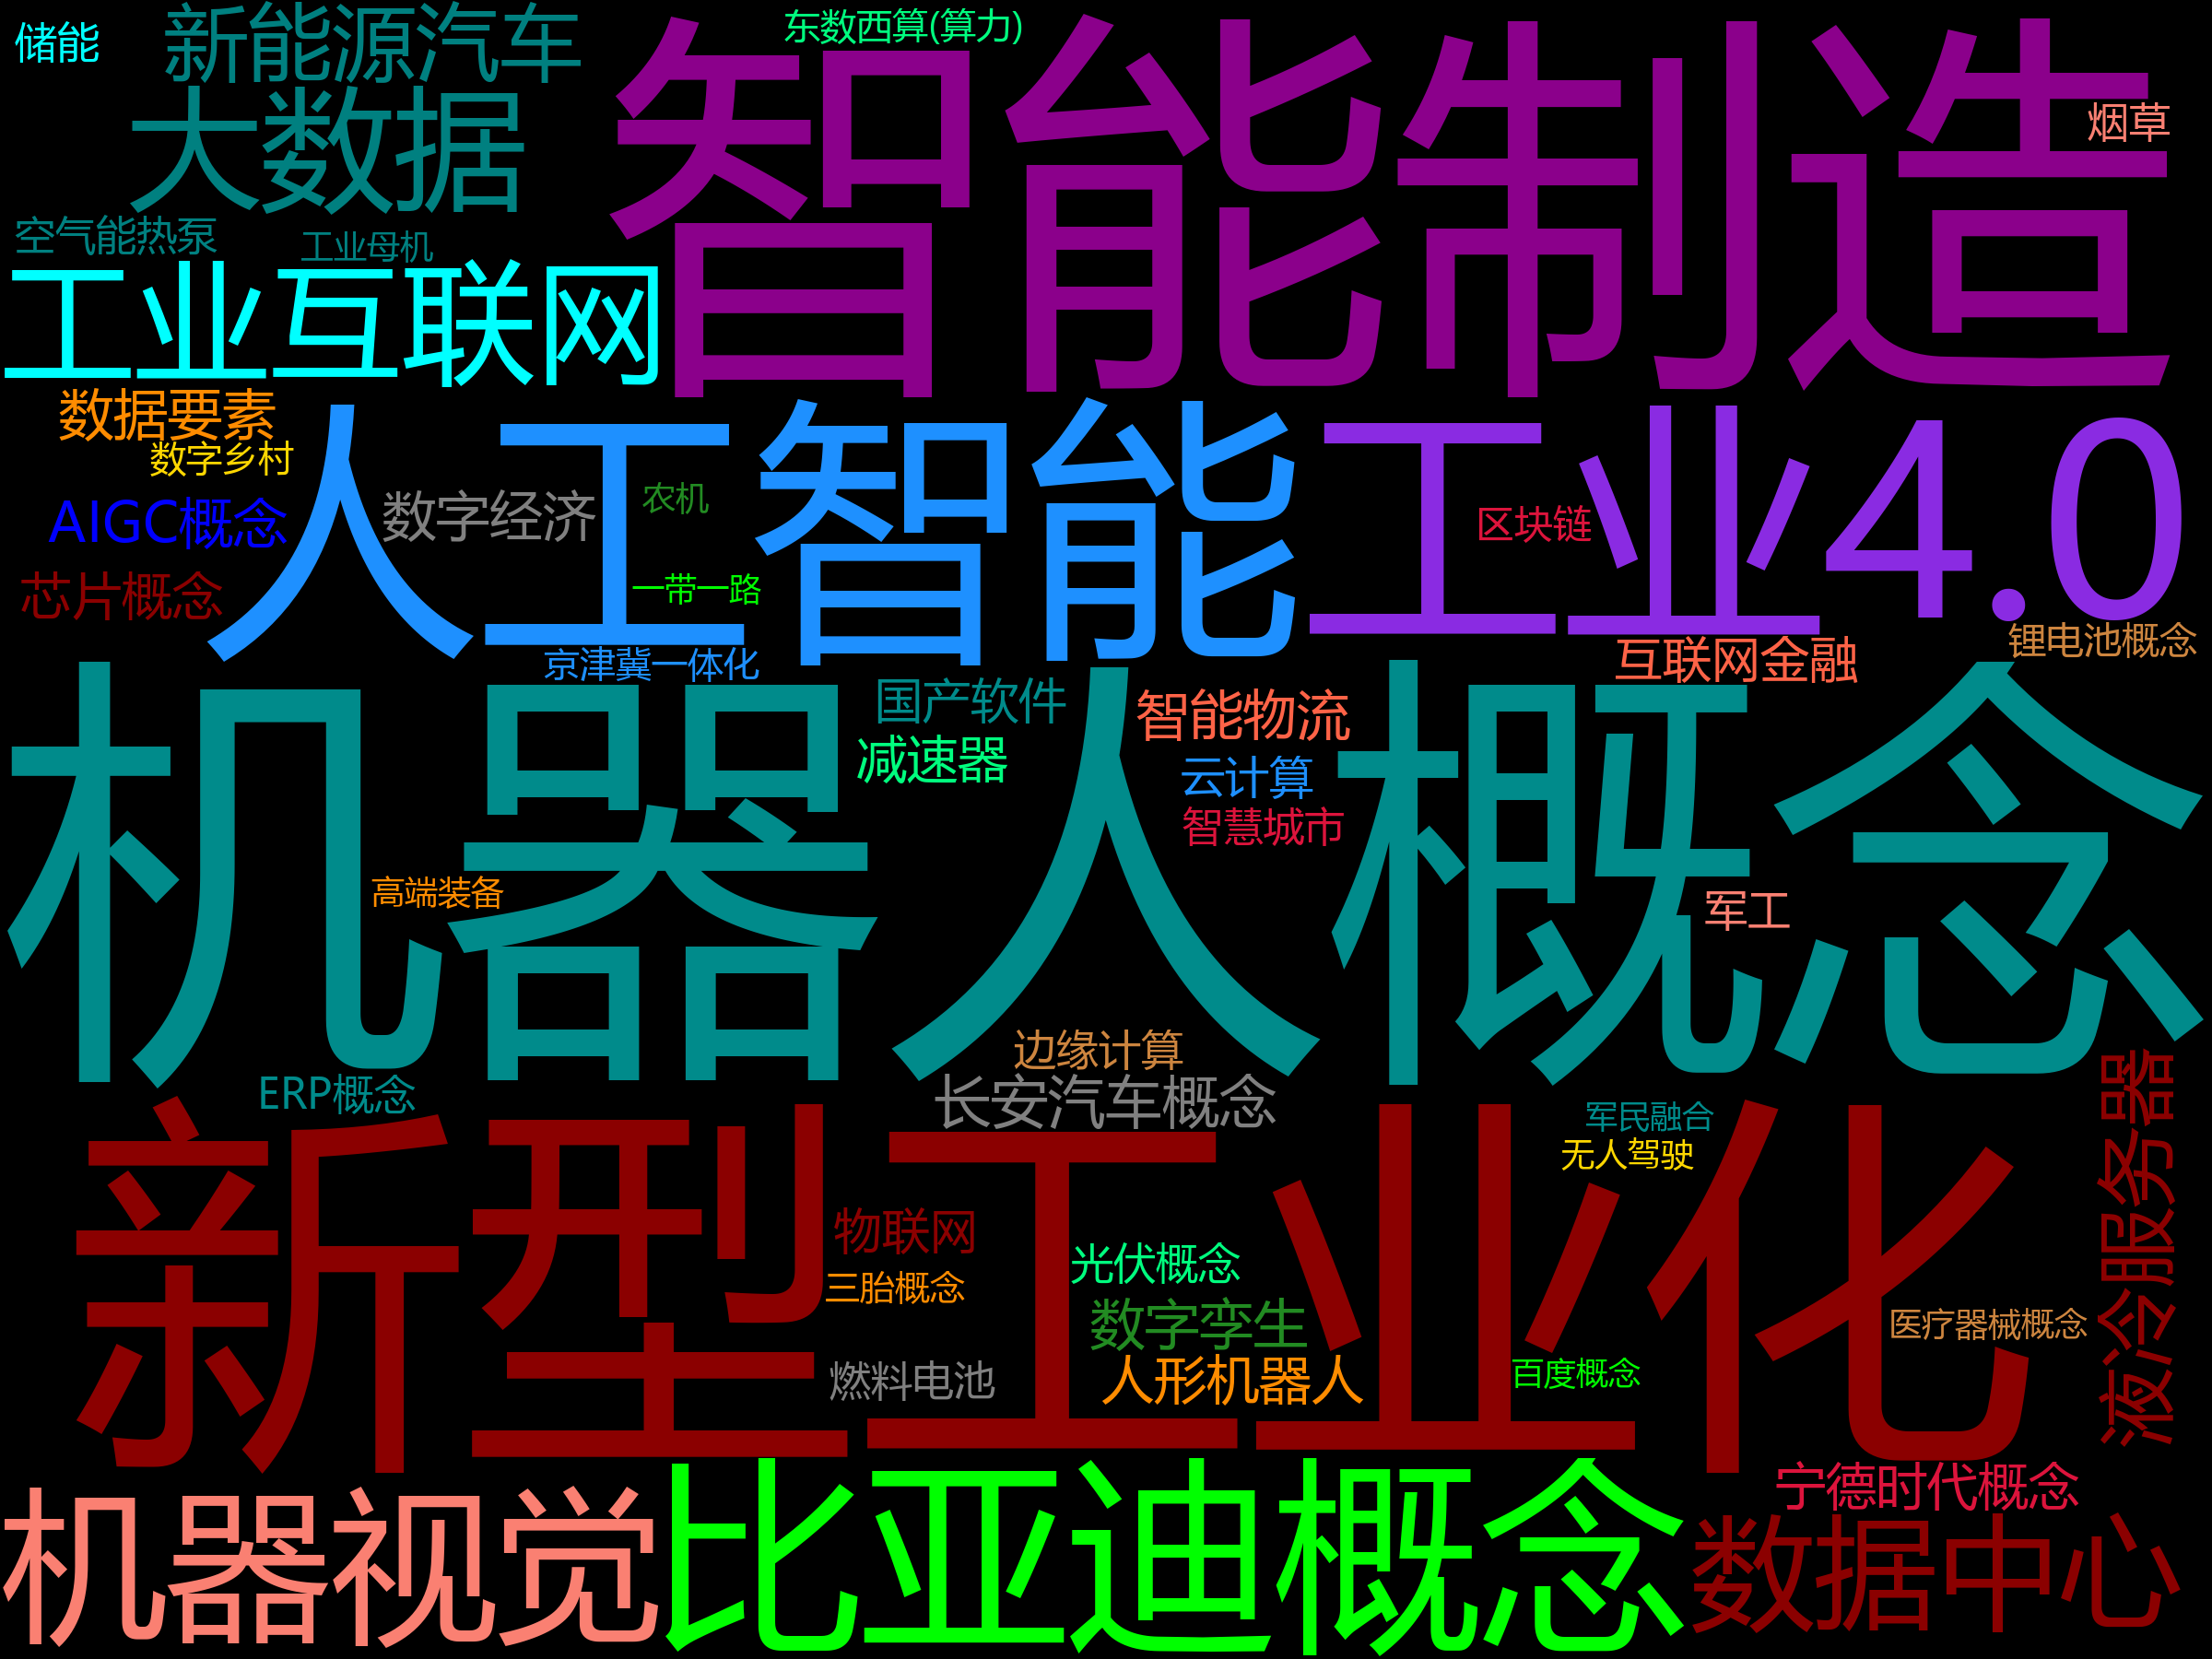 储能
新能源汽车
东数西算(算力)
智能制造
大数据
烟草
空气能热泵
工业母机
工业互联网
数据要素
数字乡村
人工智能
工业4.0
AIGC概念
数字经济
农机
区块链
芯片概念
一带一路
京津冀一体化
互联网金融
锂电池概念
机器人概念
国产软件
智能物流
减速器
云计算
智慧城市
高端装备
军工
边缘计算
ERP概念
长安汽车概念
新型工业化
军民融合
无人驾驶
液冷服务器
物联网
光伏概念
三胎概念
数字孪生
医疗器械概念
燃料电池
人形机器人
百度概念
机器视觉
比亚迪概念
宁德时代概念
数据中心